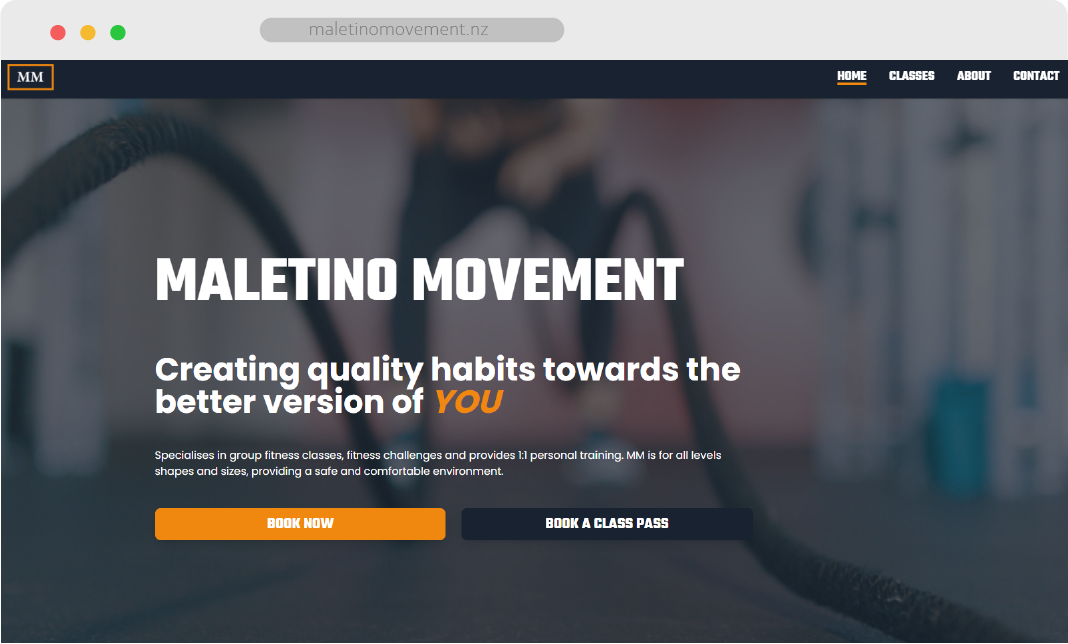 maletinomovement.nz
MM
HOME CLASSES ABOUT CONTACT
MALETINO MOVEMENT
Creating quality habits towards the
better version of YOU
Specialises in group fitness classes, fitness challenges and provides 1:1 personal training. MM is for all levels
shapes and sizes, providing a safe and comfortable environment.
BOOK NOW BOOK A CLASS PASS